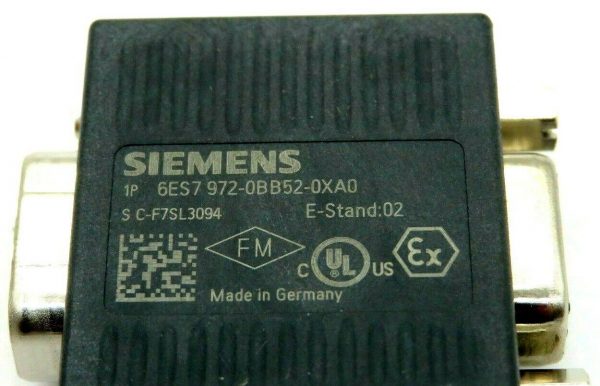 SIEMENS
1P 6ES7 972-0BB52-0XA0
S C-F7SL3094 E-Stand:02
FM C UL US Ex
Made in Germany